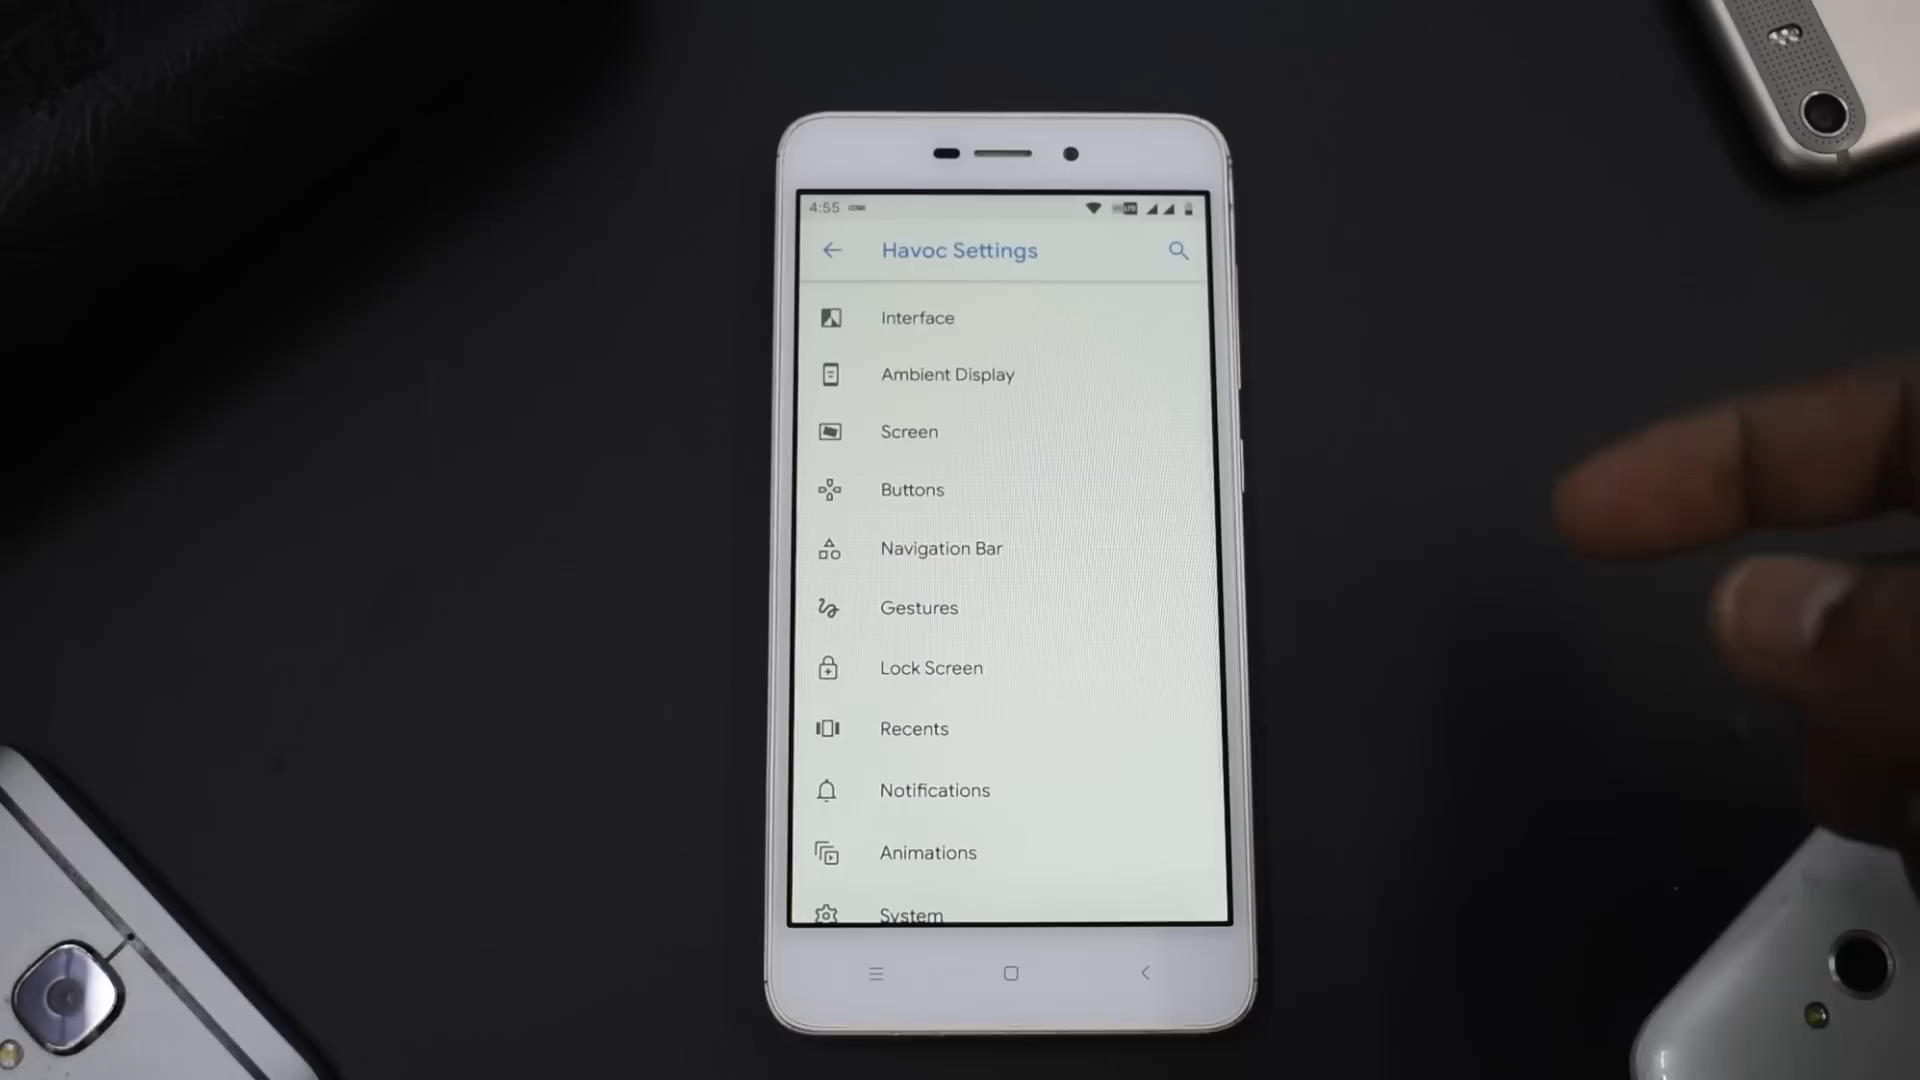 4:55
Havoc Settings
Interface
Ambient Display
Screen
Buttons
Navigation Bar
Gestures
Lock Screen
Recents
Notifications
Animations
System